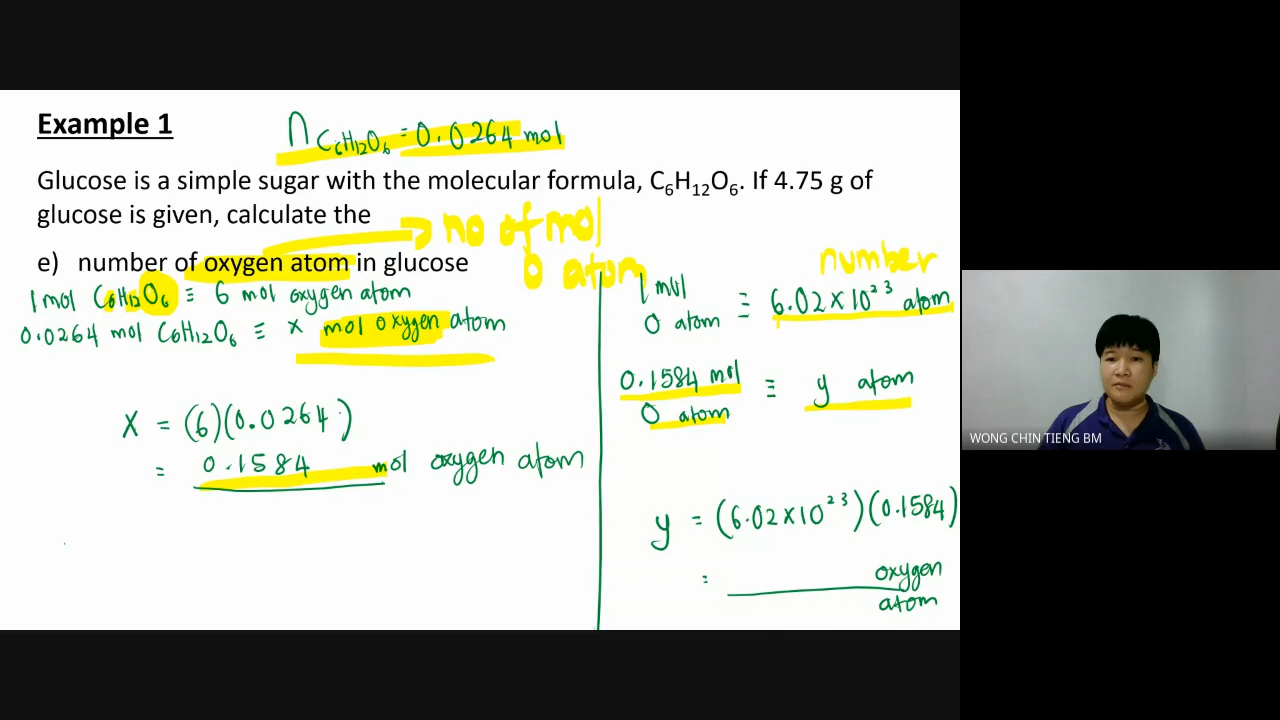 Example 1
n C₆H₁₂O₆ = 0.0264 mol
Glucose is a simple sugar with the molecular formula, C₆H₁₂O₆. If 4.75 g of
glucose is given, calculate the
→ no of mol
O atom
e) number of oxygen atom in glucose
1 mol C₆H₁₂O₆ ≡ 6 mol oxygen atom
0.0264 mol C₆H₁₂O₆ ≡ x mol oxygen atom
x = (6)(0.0264)
= 0.1584 mol oxygen atom
number
1 mol
O atom ≡ 6.02 x 10²³ atom
0.1584 mol
O atom ≡ y atom
y = (6.02 x 10²³)(0.1584)
= oxygen
atom
WONG CHIN TIENG BM